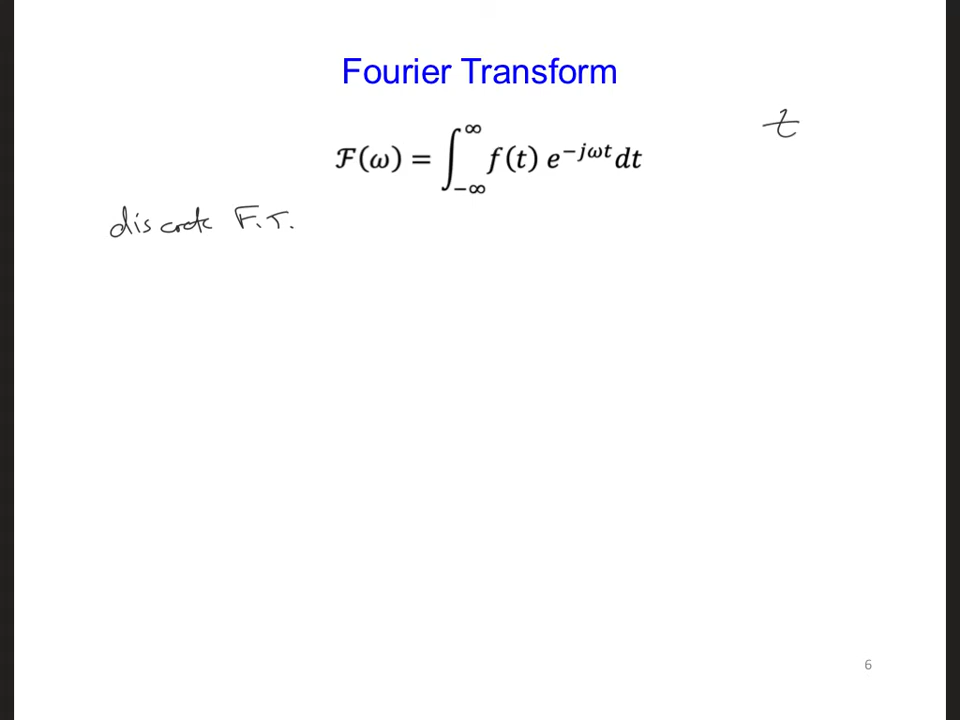 Fourier Transform
t
ℱ(ω) = ∫_{-∞}^{∞} f(t) e^{-jωt} dt
discrete F.T.
6